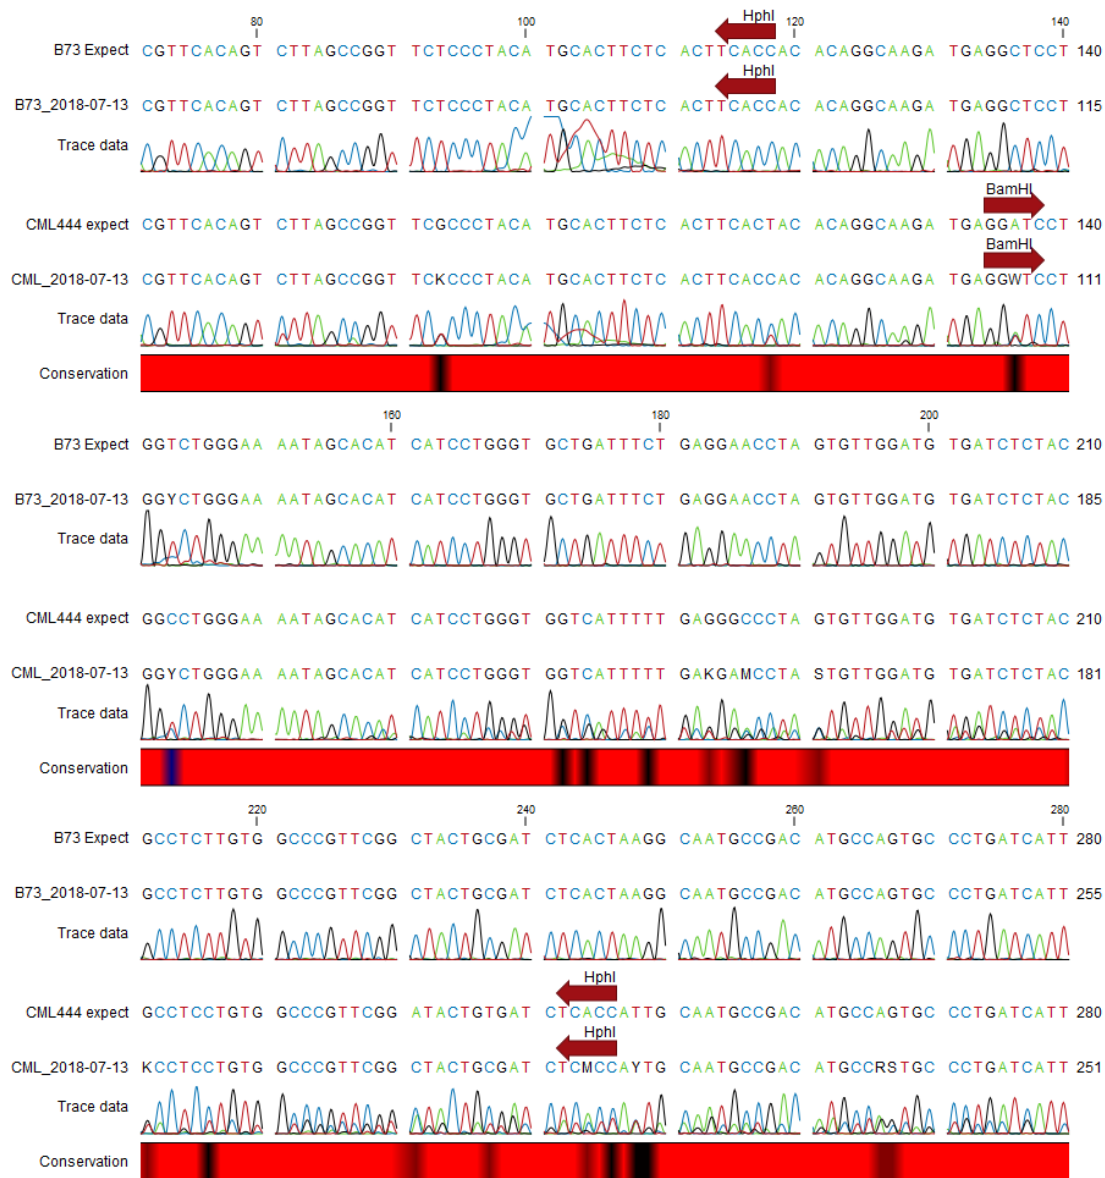 80 100 120 140
HphI
B73 Expect CGTTCACAGT CTTAGCCGGT TCTCCCTACA TGCACTTCTC ACTTCACCAC ACAGGCAAGA TGAGGCTCCT 140
HphI
B73_2018-07-13 CGTTCACAGT CTTAGCCGGT TCTCCCTACA TGCACTTCTC ACTTCACCAC ACAGGCAAGA TGAGGCTCCT 115
Trace data
BamHI
CML444 expect CGTTCACAGT CTTAGCCGGT TCGCCCTACA TGCACTTCTC ACTTCACTAC ACAGGCAAGA TGAGGATCCT 140
BamHI
CML_2018-07-13 CGTTCACAGT CTTAGCCGGT TCKCCCTACA TGCACTTCTC ACTTCACCAC ACAGGCAAGA TGAGGWTCCT 111
Trace data
Conservation
160 180 200
B73 Expect GGTCTGGGAA AATAGCACAT CATCCTGGGT GCTGATTTCT GAGGAACCTA GTGTTGGATG TGATCTCTAC 210
B73_2018-07-13 GGYCTGGGAA AATAGCACAT CATCCTGGGT GCTGATTTCT GAGGAACCTA GTGTTGGATG TGATCTCTAC 185
Trace data
CML444 expect GGCCTGGGAA AATAGCACAT CATCCTGGGT GGTCATTTTT GAGGGCCCTA GTGTTGGATG TGATCTCTAC 210
CML_2018-07-13 GGYCTGGGAA AATAGCACAT CATCCTGGGT GGTCATTTTT GAKGAMCCTA STGTTGGATG TGATCTCTAC 181
Trace data
Conservation
220 240 260 280
B73 Expect GCCTCTTGTG GCCCGTTCGG CTACTGCGAT CTCACTAAGG CAATGCCGAC ATGCCAGTGC CCTGATCATT 280
B73_2018-07-13 GCCTCTTGTG GCCCGTTCGG CTACTGCGAT CTCACTAAGG CAATGCCGAC ATGCCAGTGC CCTGATCATT 255
Trace data
HphI
CML444 expect GCCTCCTGTG GCCCGTTCGG ATACTGTGAT CTCACCATTG CAATGCCGAC ATGCCAGTGC CCTGATCATT 280
HphI
CML_2018-07-13 KCCTCCTGTG GCCCGTTCGG CTACTGCGAT CTCMCCAYTG CAATGCCGAC ATGCCRSTGC CCTGATCATT 251
Trace data
Conservation